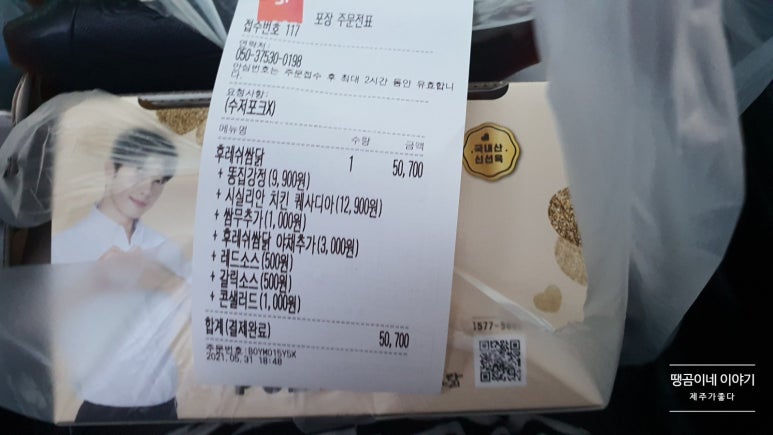 포장 주문전표
접수번호 117
연락처:
050-37530-0198
안심번호는 주문접수 후 최대 2시간 동안 유효합니다.
요청사항:
(수저포크X)
메뉴명 수량 금액
후레쉬쌈닭 1 50,700
+ 똥집강정(9,900원)
+ 시실리안 치킨 퀘사디아(12,900원)
+ 쌈무추가(1,000원)
+ 후레쉬쌈닭 야채추가(3,000원)
+ 레드소스(500원)
+ 갈릭소스(500원)
+ 콘샐러드(1,000원)
합계(결제완료) 50,700
주문번호:B0YM015Y5X
2021.05.31 18:48
국내산
신선육
1577-
땡곰이네 이야기
제주가좋다